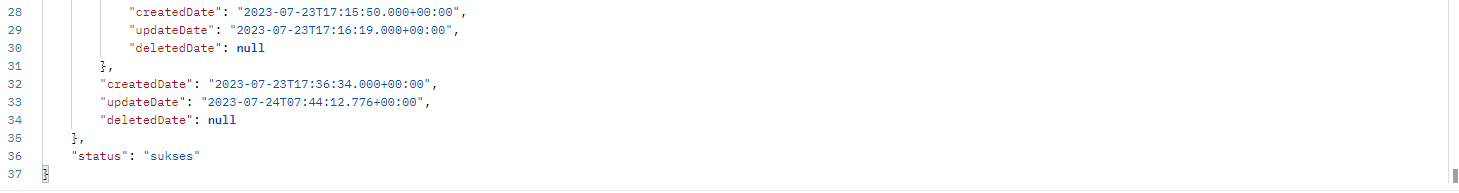 28 "createdDate": "2023-07-23T17:15:50.000+00:00",
29 "updateDate": "2023-07-23T17:16:19.000+00:00",
30 "deletedDate": null
31 },
32 "createdDate": "2023-07-23T17:36:34.000+00:00",
33 "updateDate": "2023-07-24T07:44:12.776+00:00",
34 "deletedDate": null
35 },
36 "status": "sukses"
37 }